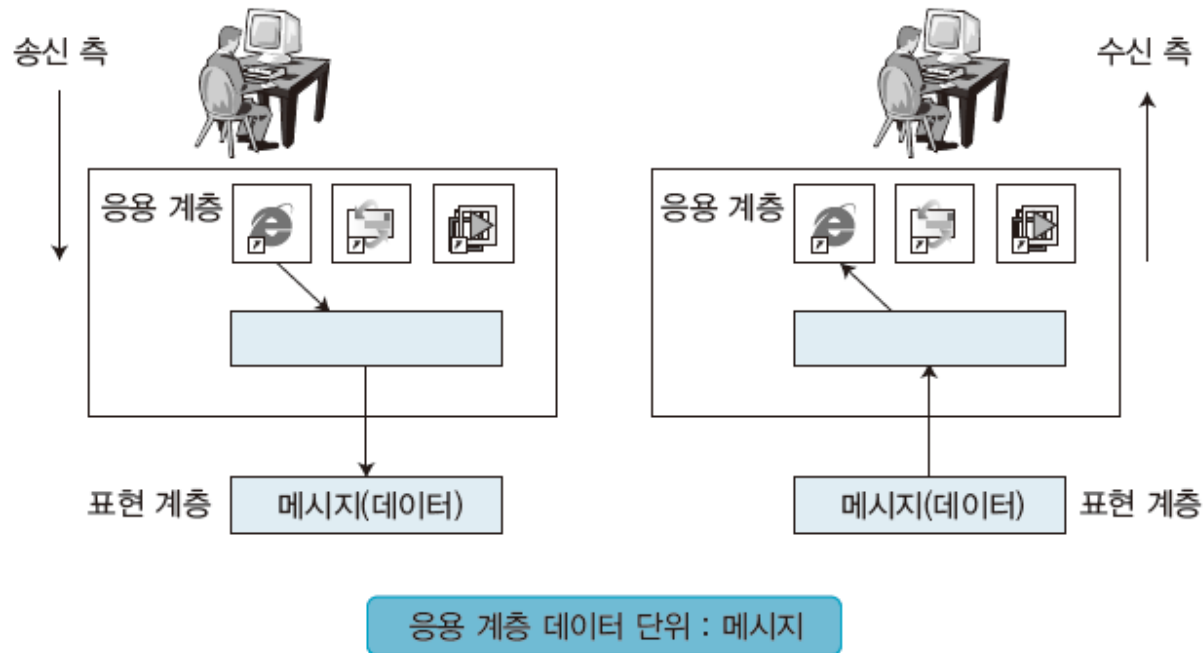 송신 측
수신 측
응용 계층
응용 계층
표현 계층
메시지(데이터)
메시지(데이터)
표현 계층
응용 계층 데이터 단위 : 메시지